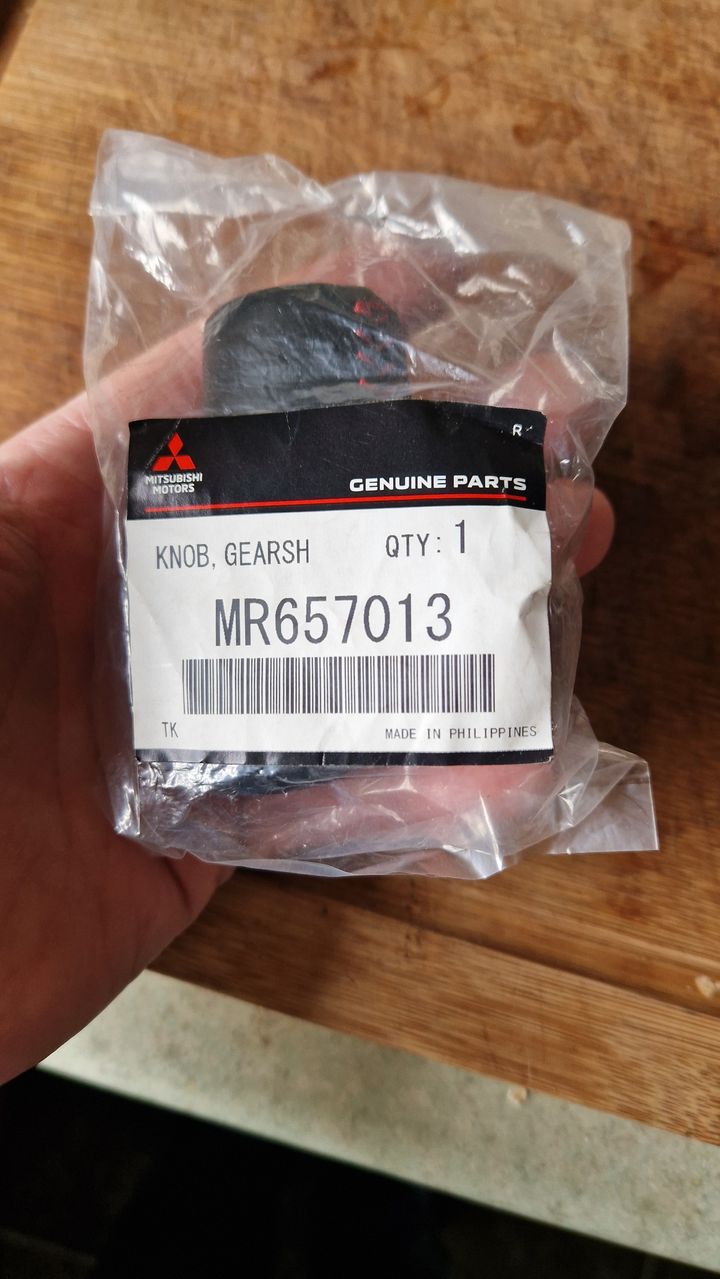 R
MITSUBISHI
MOTORS
GENUINE PARTS
KNOB, GEARSH QTY: 1
MR657013
TK MADE IN PHILIPPINES